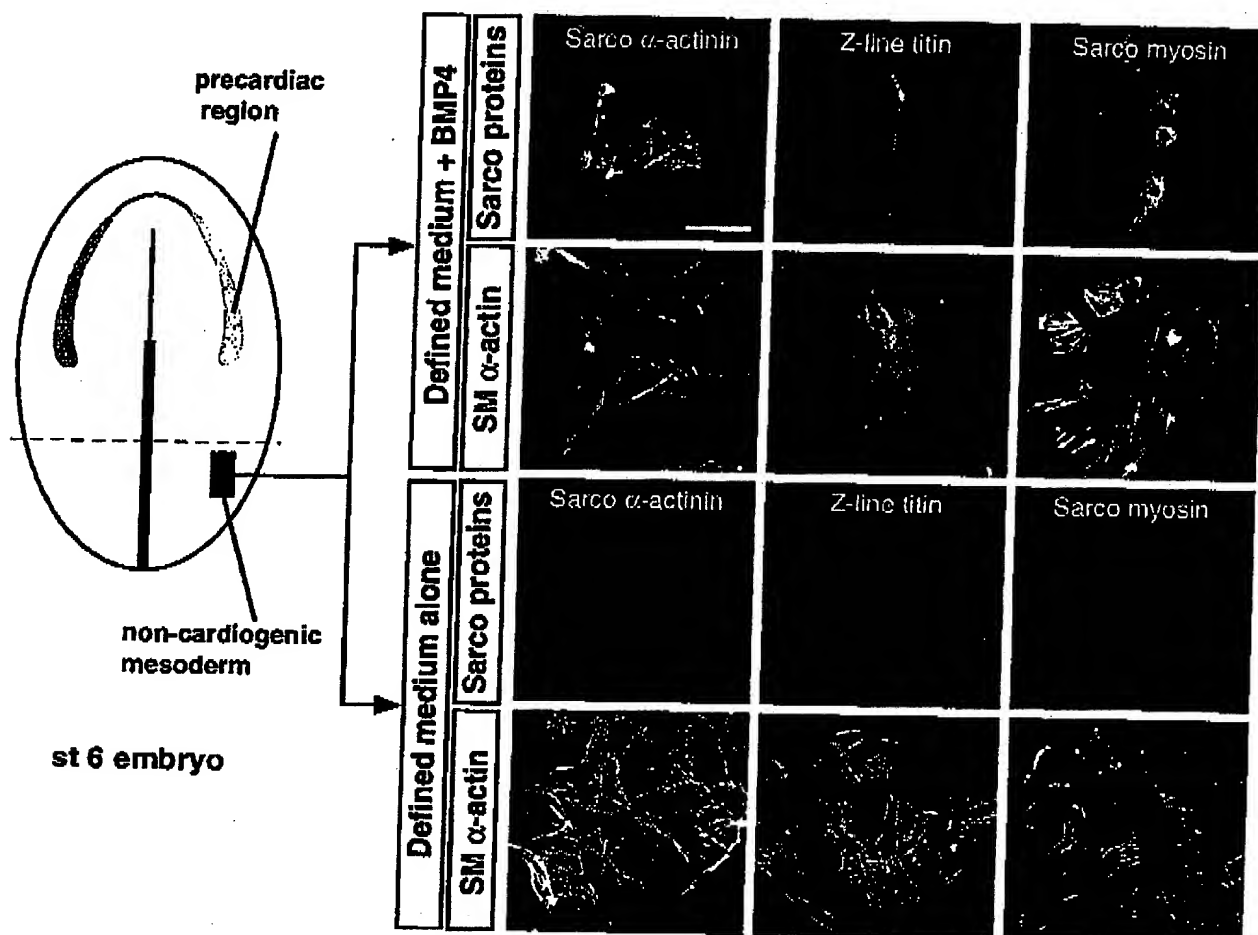 precardiac
region
non-cardiogenic
mesoderm
st 6 embryo
Defined medium + BMP4
Sarco proteins
SM α-actin
Defined medium alone
Sarco proteins
SM α-actin
Sarco α-actinin
Z-line titin
Sarco myosin
Sarco α-actinin
Z-line titin
Sarco myosin